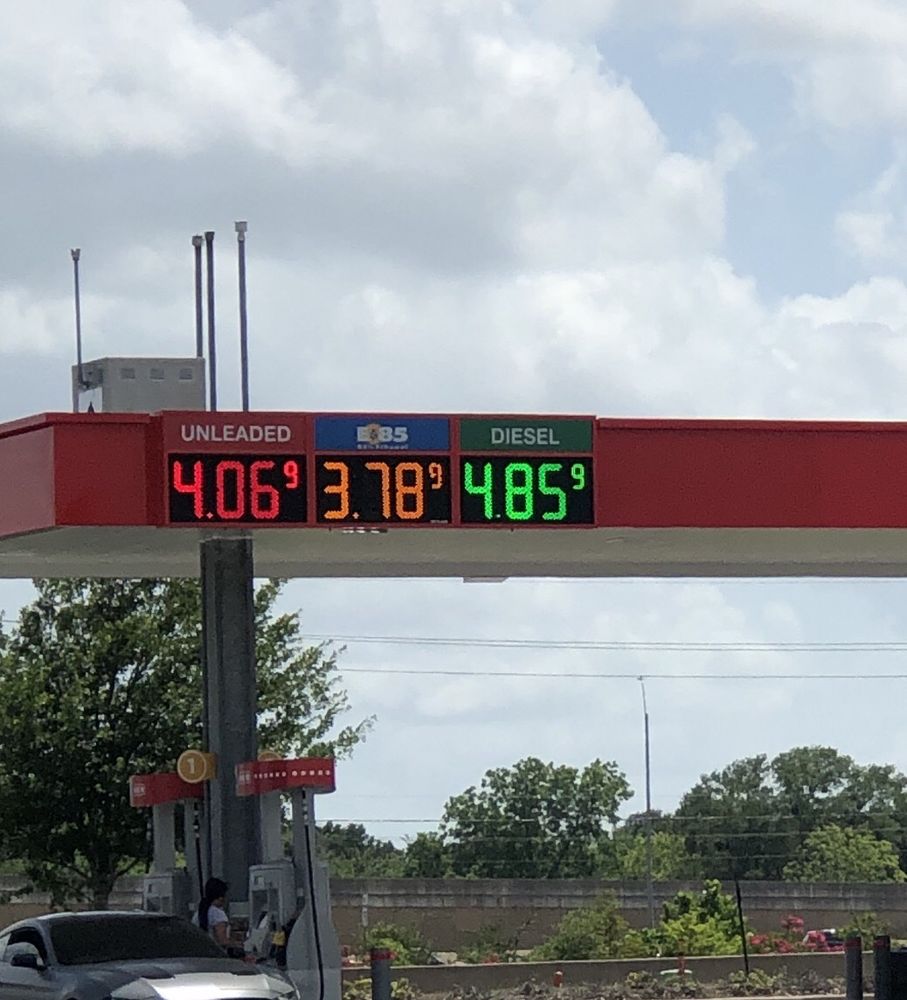 UNLEADED
E85
DIESEL
4.06 9
3.78 9
4.85 9
1